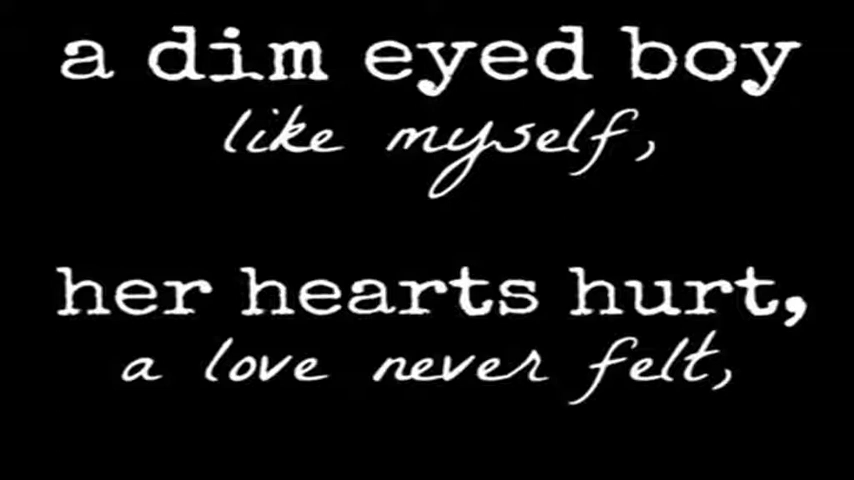 a dim eyed boy
like myself,
her hearts hurt,
a love never felt,